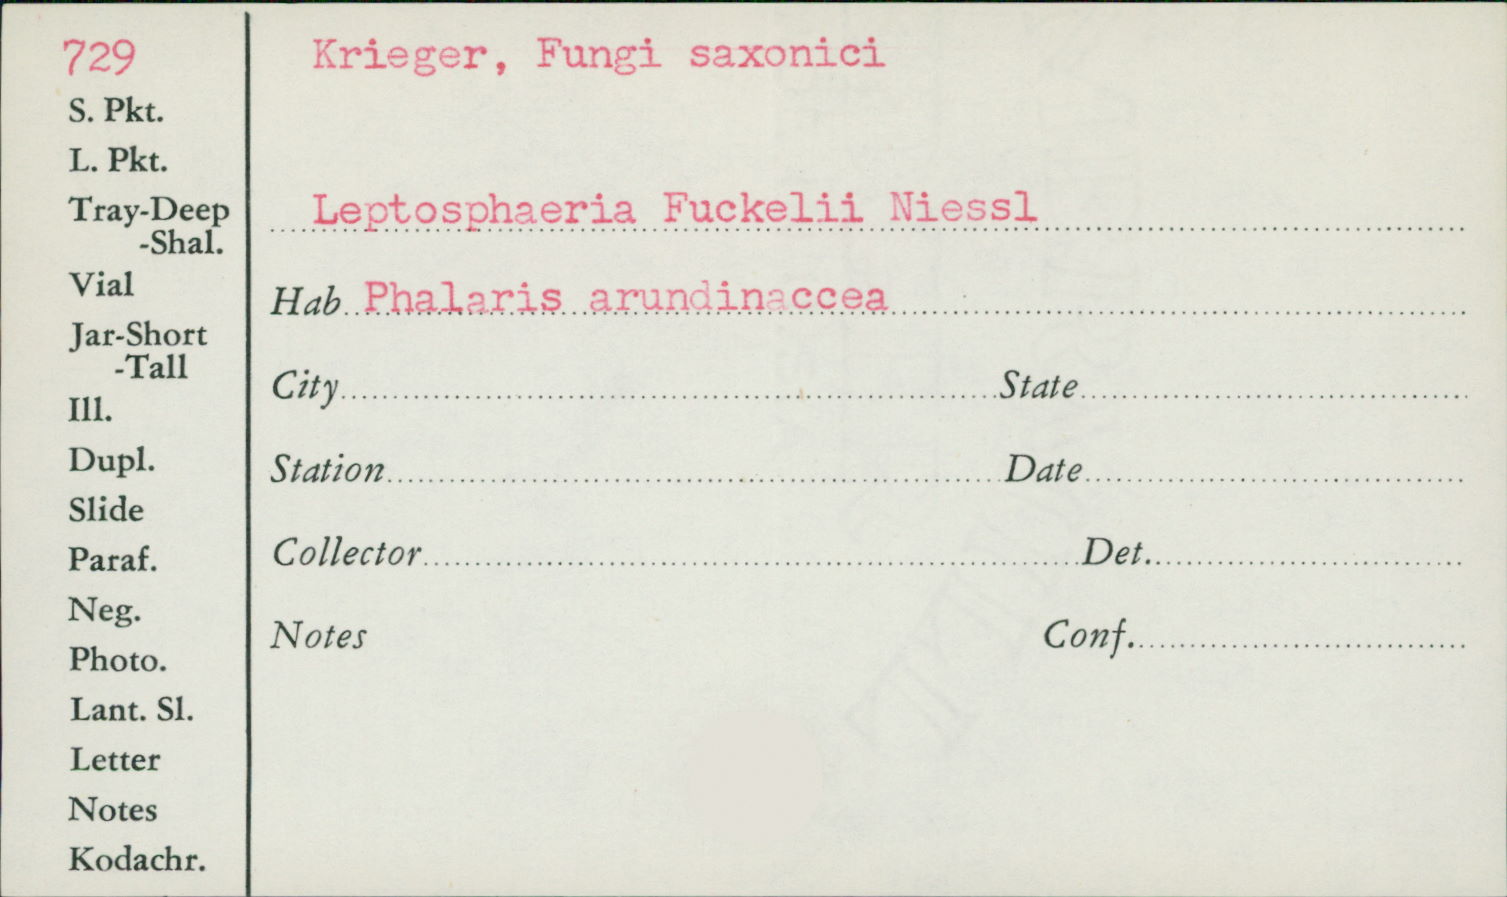 729
S. Pkt.
L. Pkt.
Tray-Deep
-Shal.
Vial
Jar-Short
-Tall
Ill.
Dupl.
Slide
Paraf.
Neg.
Photo.
Lant. Sl.
Letter
Notes
Kodachr.
Krieger, Fungi saxonici
Leptosphaeria Fuckelii Niessl
Hab Phalaris arundinaccea
City State
Station Date
Collector Det.
Notes Conf.